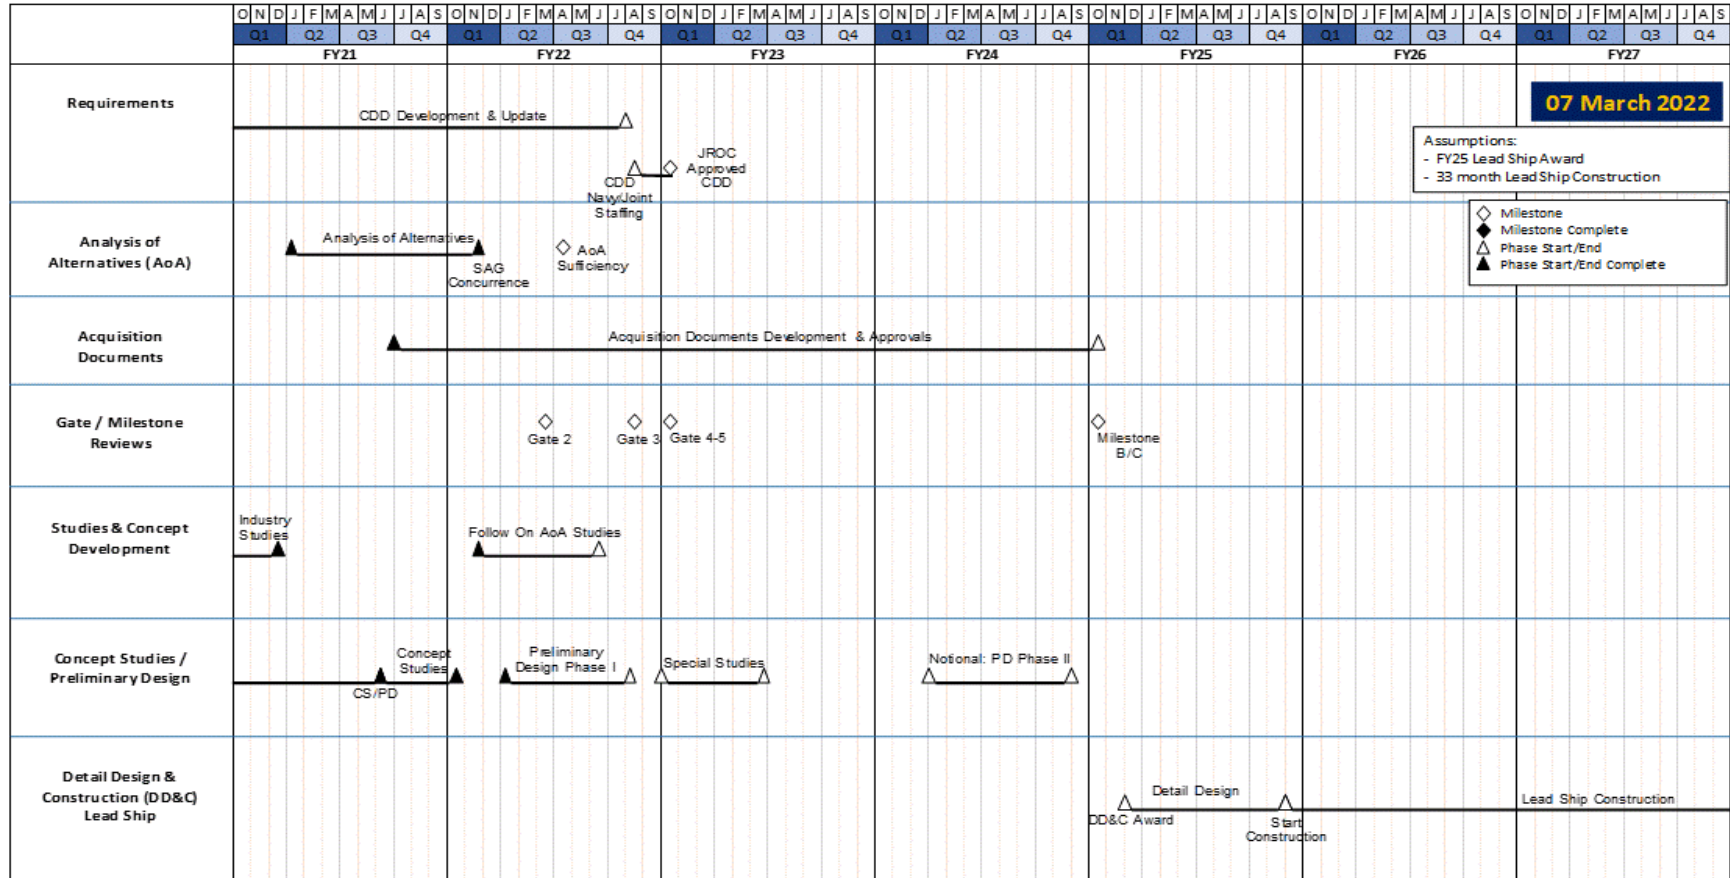 O N D J F M A M J J A S O N D J F M A M J J A S O N D J F M A M J J A S O N D J F M A M J J A S O N D J F M A M J J A S O N D J F M A M J J A S O N D J F M A M J J A S
Q1 Q2 Q3 Q4 Q1 Q2 Q3 Q4 Q1 Q2 Q3 Q4 Q1 Q2 Q3 Q4 Q1 Q2 Q3 Q4 Q1 Q2 Q3 Q4 Q1 Q2 Q3 Q4
FY21 FY22 FY23 FY24 FY25 FY26 FY27
07 March 2022
Assumptions:
- FY25 Lead Ship Award
- 33 month Lead Ship Construction
Milestone
Milestone Complete
Phase Start/End
Phase Start/End Complete
Requirements
CDD Development & Update
CDD
Navy/Joint
Staffing
JROC
Approved
CDD
Analysis of
Alternatives (AoA)
Analysis of Alternatives
SAG
Concurrence
AoA
Sufficiency
Acquisition
Documents
Acquisition Documents Development & Approvals
Gate / Milestone
Reviews
Gate 2
Gate 3
Gate 4-5
Milestone
B/C
Studies & Concept
Development
Industry
Studies
Follow On AoA Studies
Concept Studies /
Preliminary Design
CS/PD
Concept
Studies
Preliminary
Design Phase I
Special Studies
Notional: PD Phase II
Detail Design &
Construction (DD&C)
Lead Ship
DD&C Award
Detail Design
Start
Construction
Lead Ship Construction